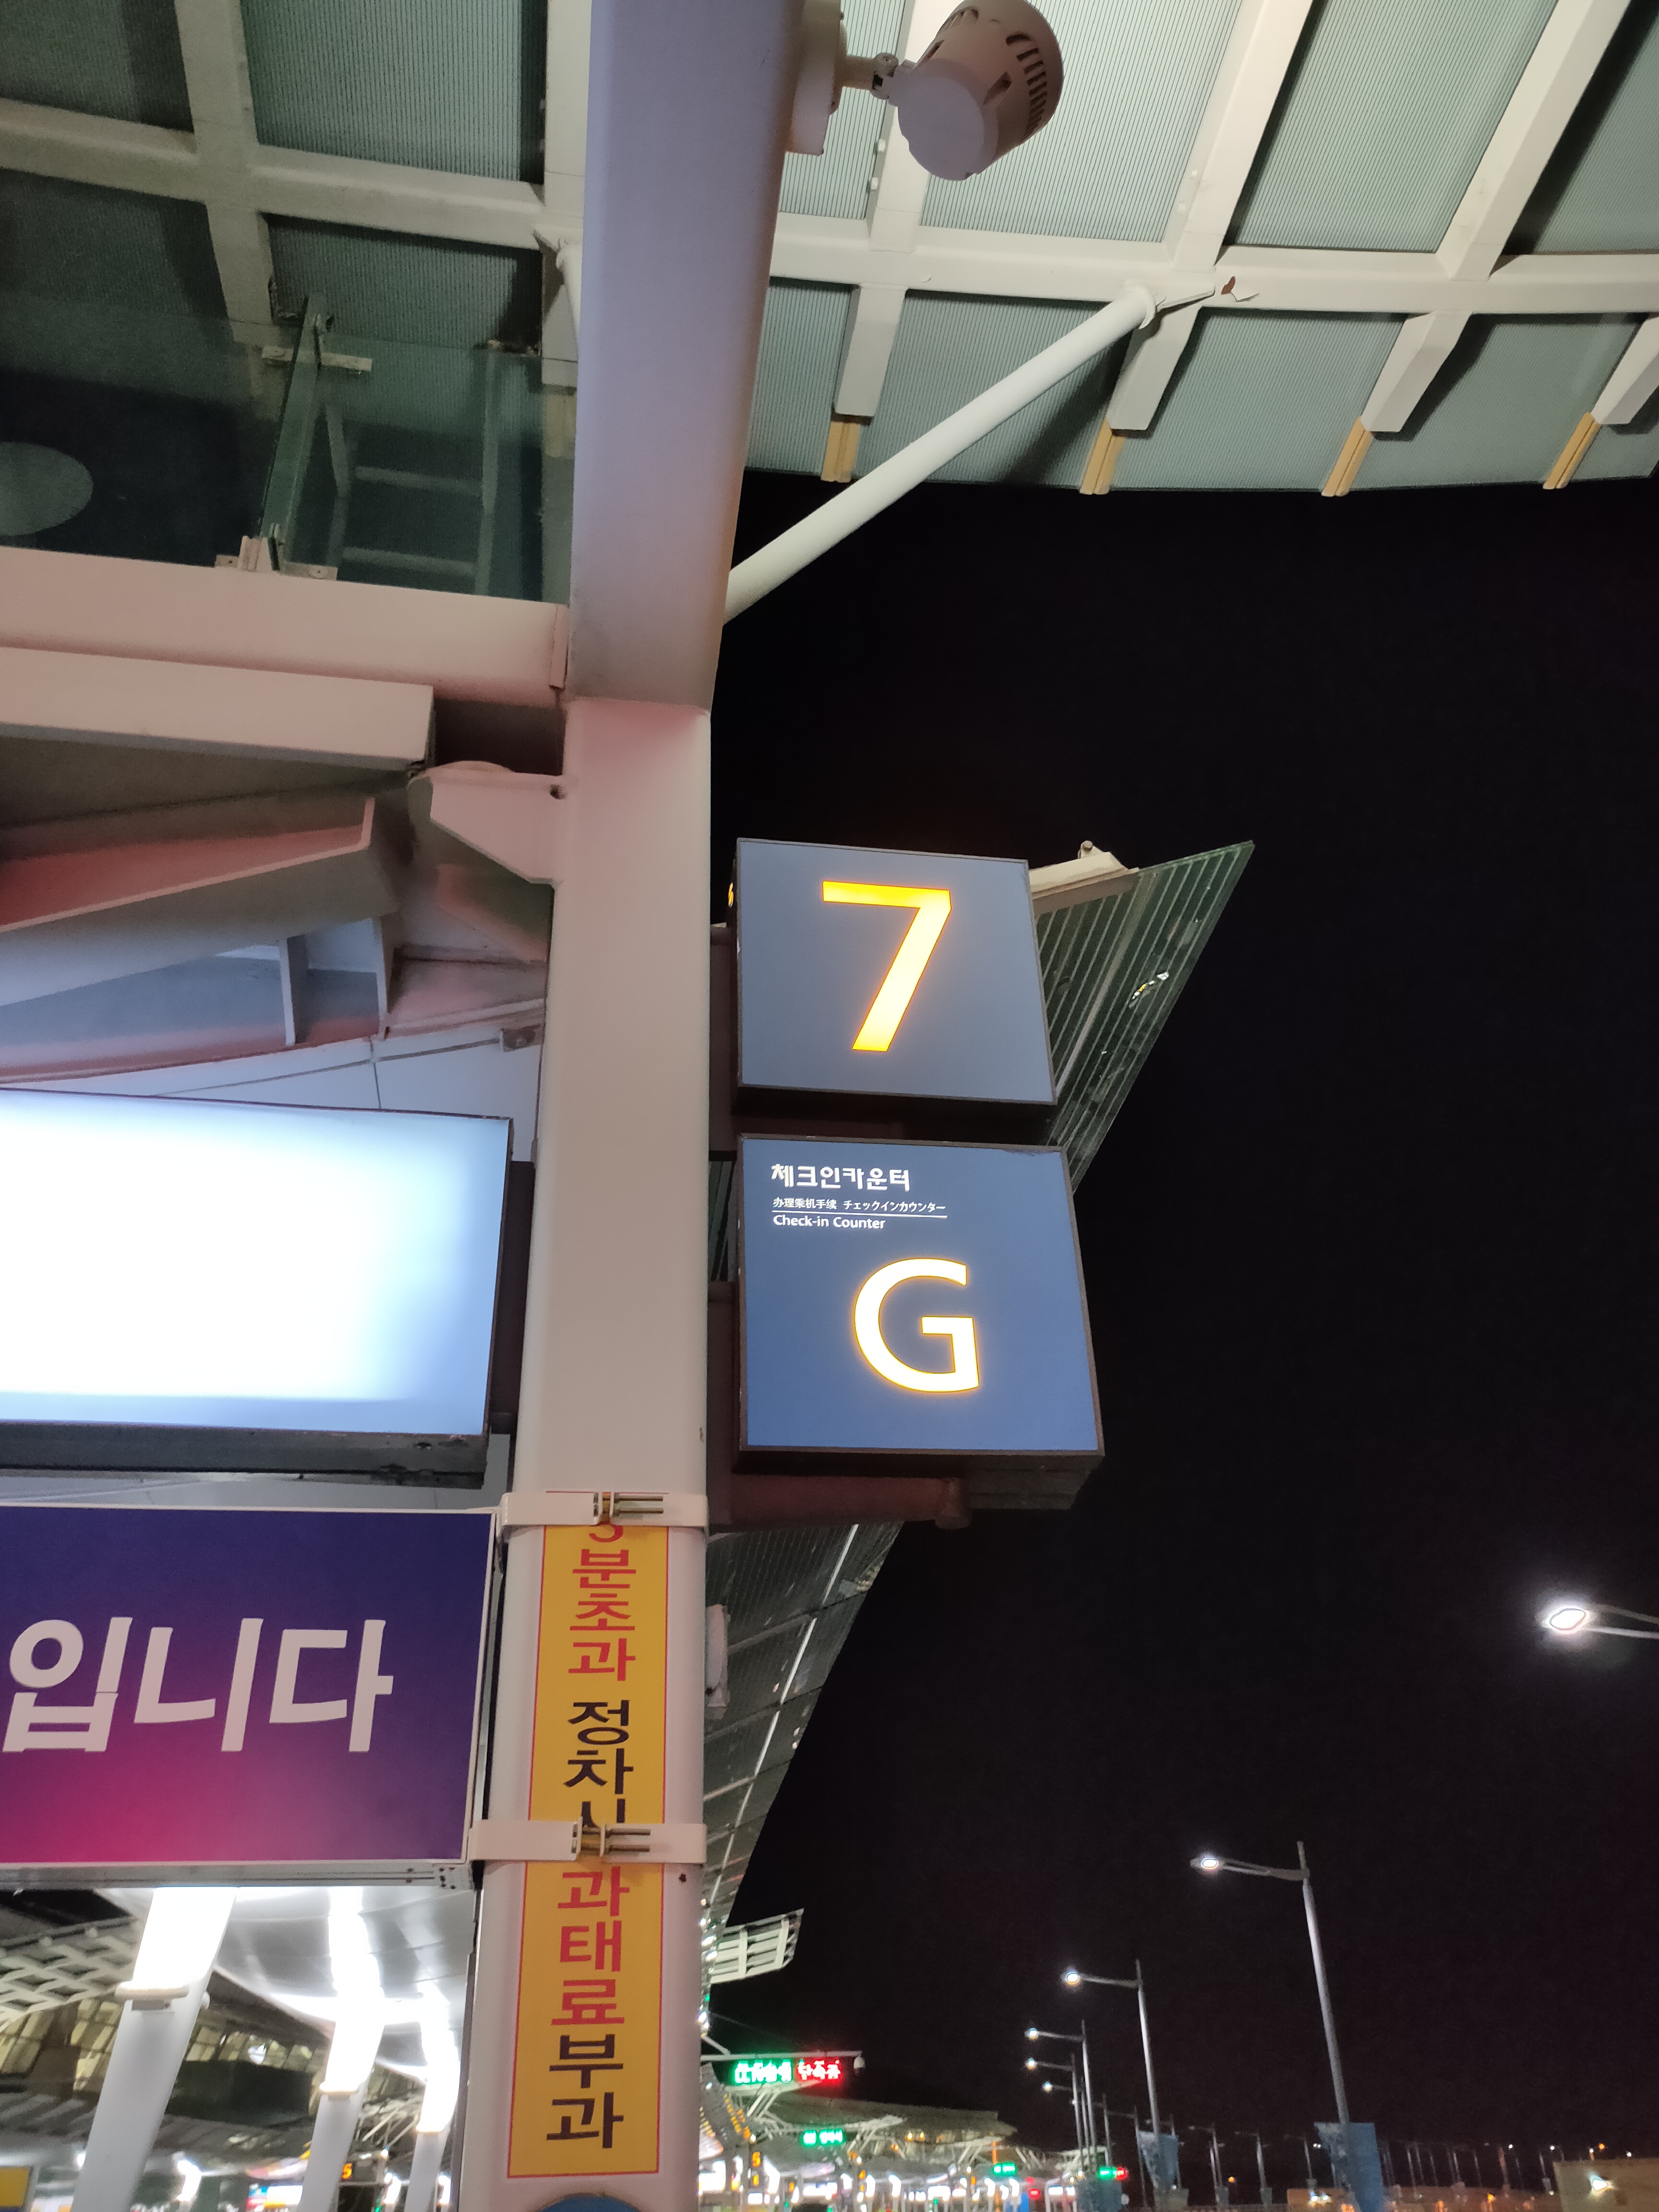 7
체크인카운터
办理乘机手续 チェックインカウンター
Check-in Counter
G
입니다
5분초과 정차시
과태료부과